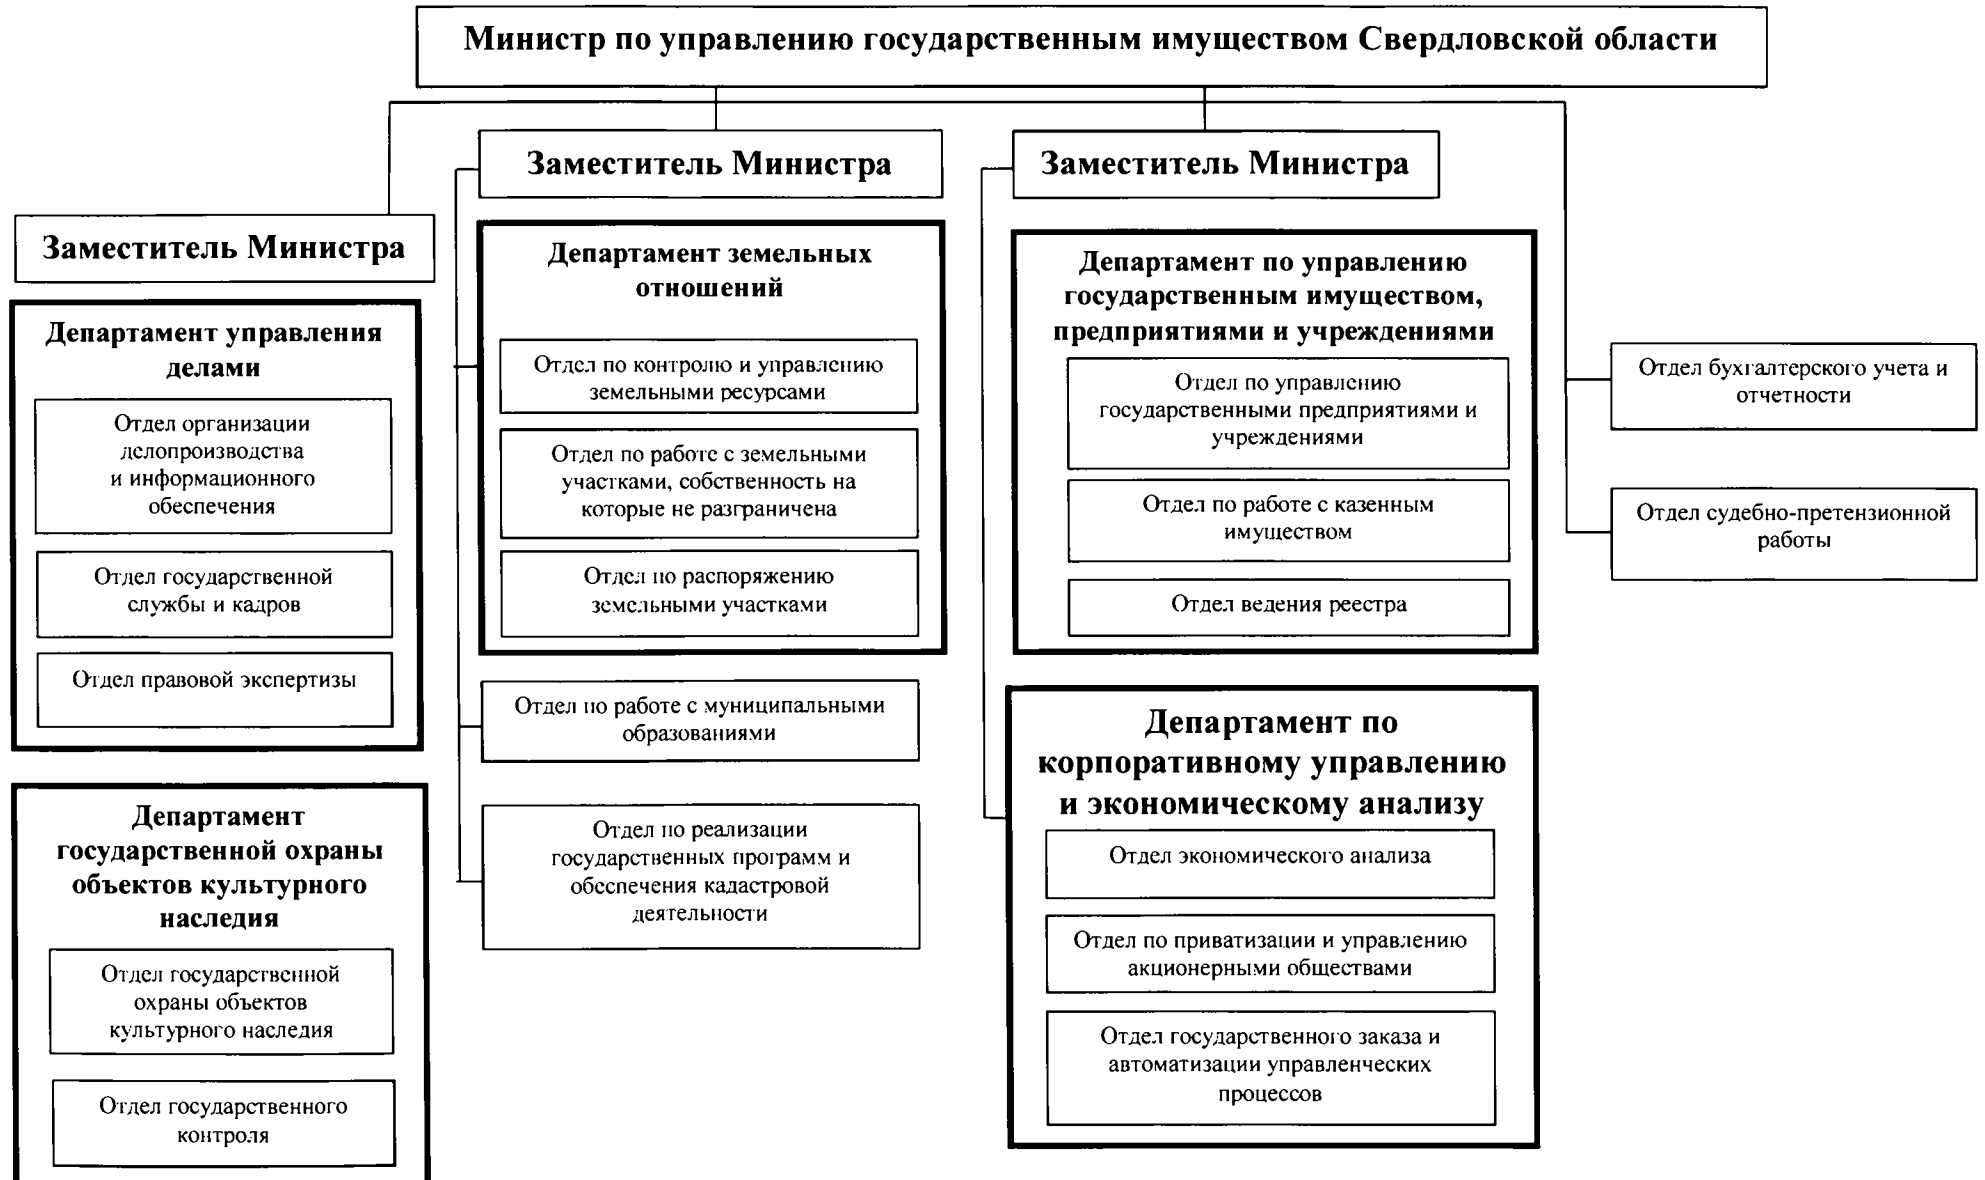 Министр по управлению государственным имуществом Свердловской области
Заместитель Министра
Департамент управления
делами
Отдел организации
делопроизводства
и информационного
обеспечения
Отдел государственной
службы и кадров
Отдел правовой экспертизы
Департамент
государственной охраны
объектов культурного
наследия
Отдел государственной
охраны объектов
культурного наследия
Отдел государственного
контроля
Заместитель Министра
Департамент земельных
отношений
Отдел по контролю и управлению
земельными ресурсами
Отдел по работе с земельными
участками, собственность на
которые не разграничена
Отдел по распоряжению
земельными участками
Отдел по работе с муниципальными
образованиями
Отдел по реализации
государственных программ и
обеспечения кадастровой
деятельности
Заместитель Министра
Департамент по управлению
государственным имуществом,
предприятиями и учреждениями
Отдел по управлению
государственными предприятиями и
учреждениями
Отдел по работе с казенным
имуществом
Отдел ведения реестра
Департамент по
корпоративному управлению
и экономическому анализу
Отдел экономического анализа
Отдел по приватизации и управлению
акционерными обществами
Отдел государственного заказа и
автоматизации управленческих
процессов
Отдел бухгалтерского учета и
отчетности
Отдел судебно-претензионной
работы